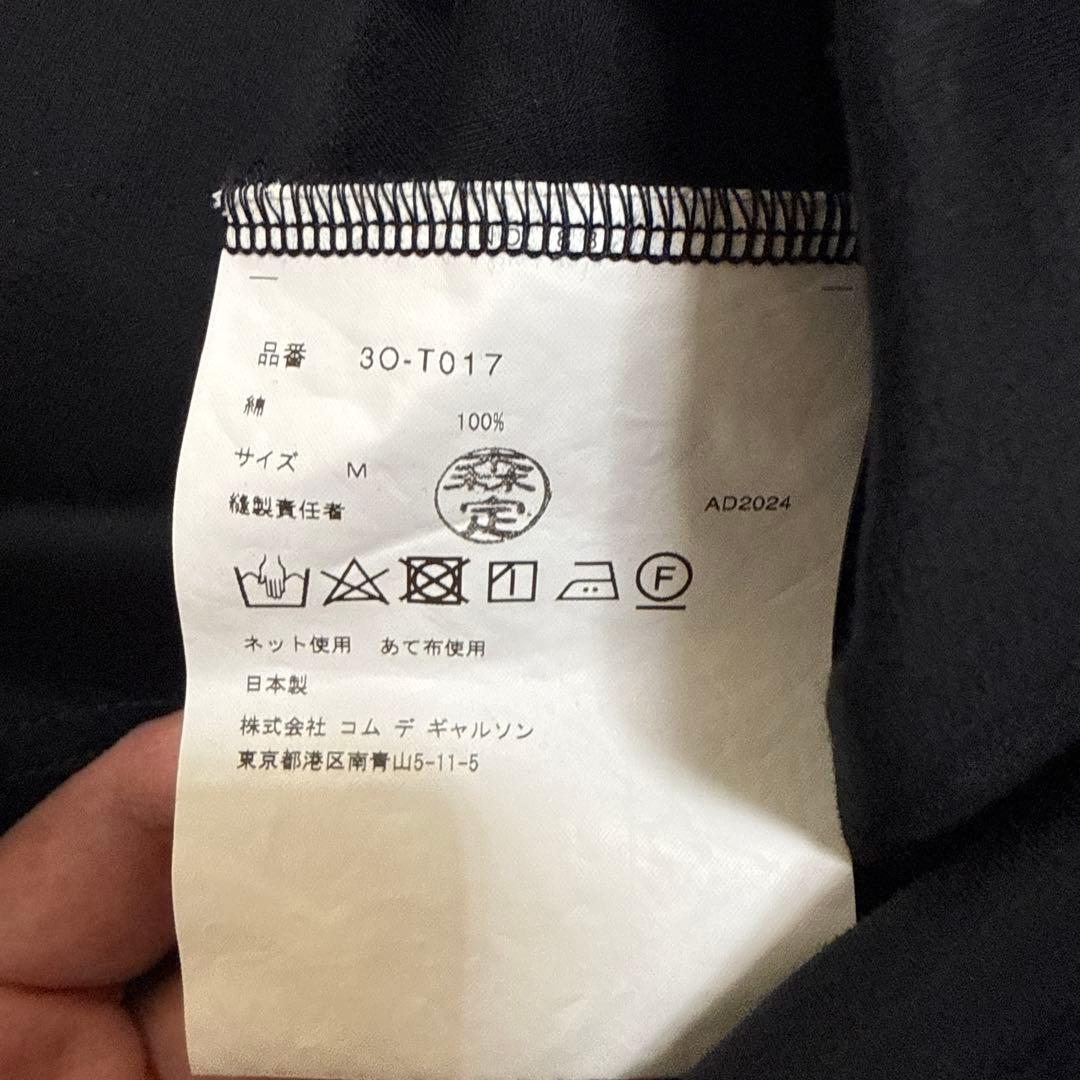 品番 3O-T017
綿 100%
サイズ M
縫製責任者 森定
AD2024
F
ネット使用 あて布使用
日本製
株式会社 コム デ ギャルソン
東京都港区南青山5-11-5